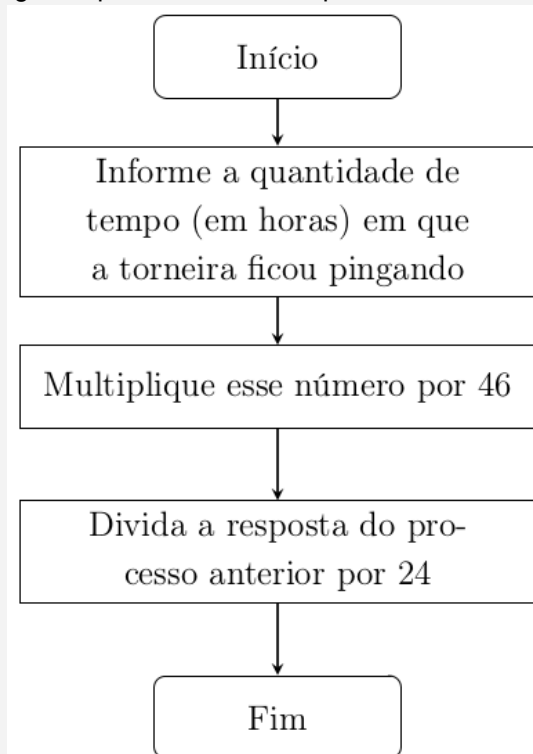 Início
Informe a quantidade de
tempo (em horas) em que
a torneira ficou pingando
Multiplique esse número por 46
Divida a resposta do pro-
cesso anterior por 24
Fim